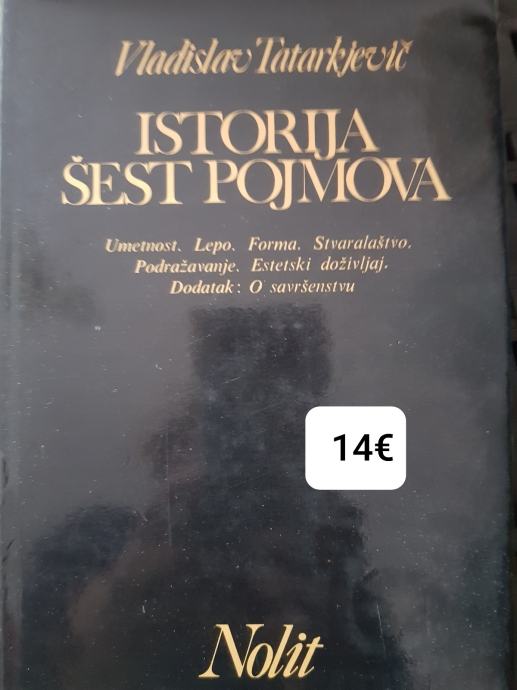 Vladislav Tatarkjevič
ISTORIJA
ŠEST POJMOVA
Umetnost. Lepo. Forma. Stvaralaštvo.
Podražavanje. Estetski doživljaj.
Dodatak: O savršenstvu
14€
Nolit